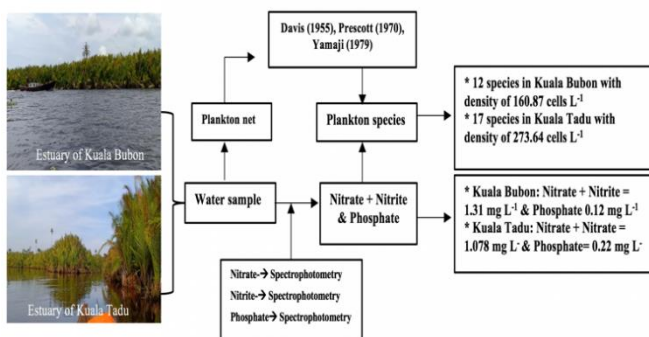 Estuary of Kuala Bubon
Estuary of Kuala Tadu
Davis (1955), Prescott (1970),
Yamaji (1979)
Plankton net
Plankton species
* 12 species in Kuala Bubon with
density of 160.87 cells L-1
* 17 species in Kuala Tadu with
density of 273.64 cells L-1
Water sample
Nitrate + Nitrite
& Phosphate
* Kuala Bubon: Nitrate + Nitrite =
1.31 mg L-1 & Phosphate 0.12 mg L-1
* Kuala Tadu: Nitrate + Nitrate =
1.078 mg L- & Phosphate= 0.22 mg L-
Nitrate→ Spectrophotometry
Nitrite→ Spectrophotometry
Phosphate→ Spectrophotometry